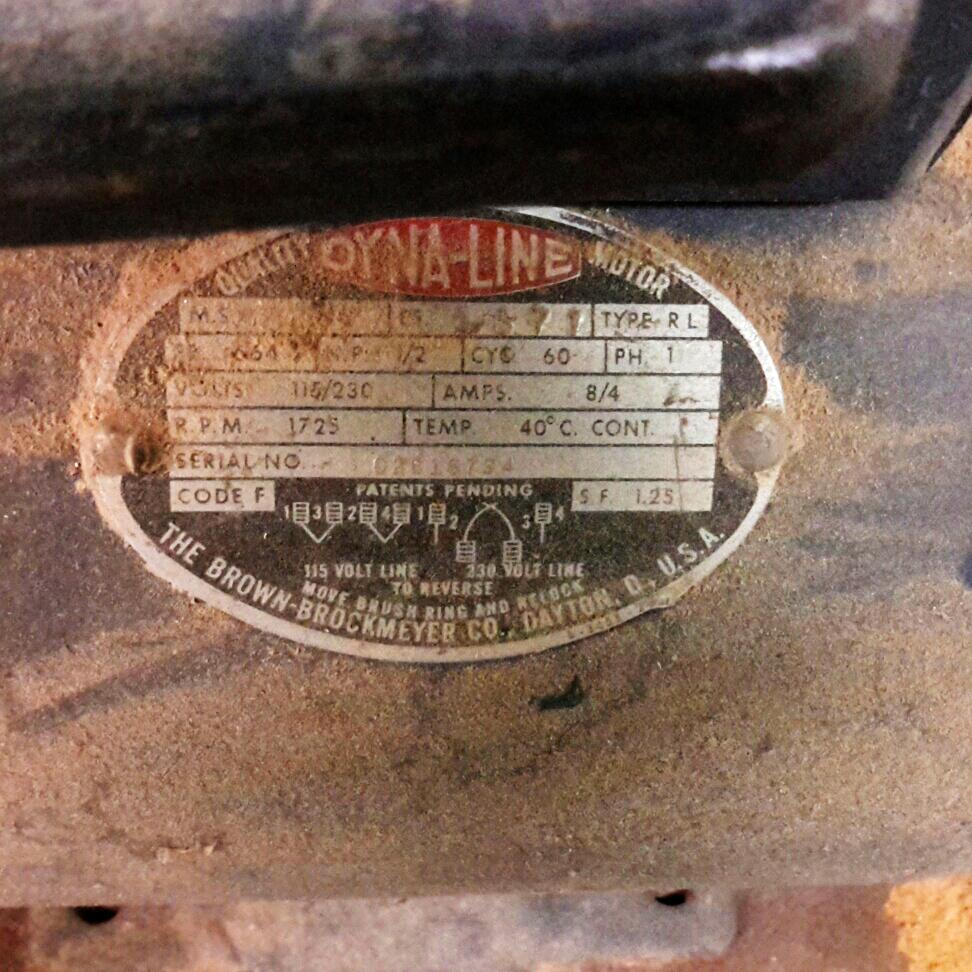 QUALITY DYNA-LINE MOTOR
M.S. TYPE R L
H.P. 1/2 CYC 60 PH. 1
VOLTS 115/230 AMPS. 8/4
R.P.M. 1725 TEMP. 40°C. CONT.
SERIAL NO.
CODE F PATENTS PENDING S.F. 1.25
1 3 2 4 1 2 3 4
115 VOLT LINE 230 VOLT LINE
TO REVERSE
MOVE BRUSH RING AND RELOCK
THE BROWN-BROCKMEYER CO., DAYTON, O., U.S.A.